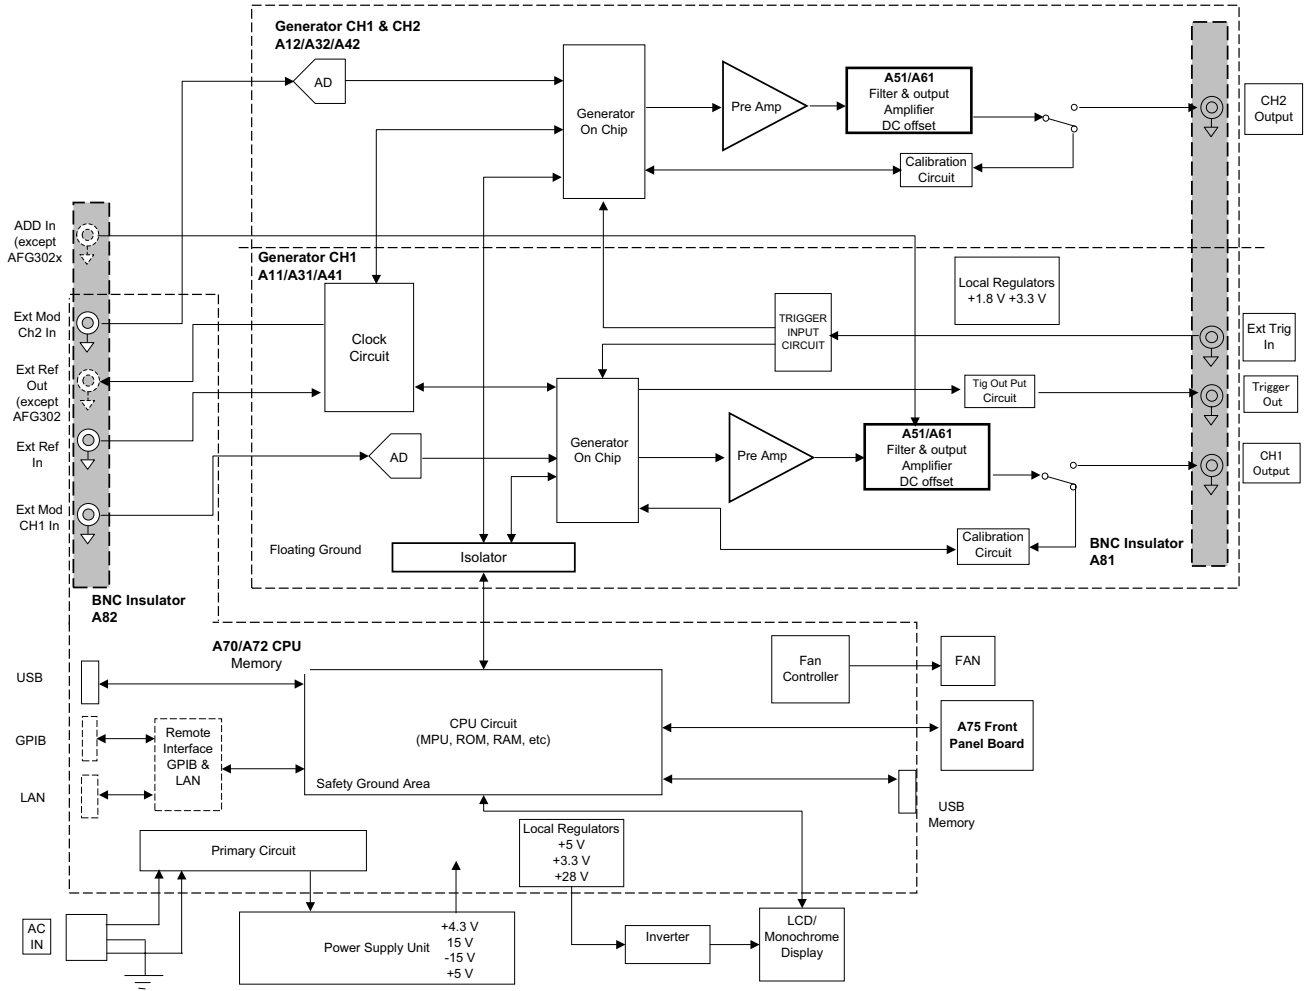 Generator CH1 & CH2
A12/A32/A42
AD
Generator
On Chip
Pre Amp
A51/A61
Filter & output
Amplifier
DC offset
CH2
Output
Calibration
Circuit
ADD In
(except
AFG302x
Generator CH1
A11/A31/A41
Local Regulators
+1.8 V +3.3 V
Ext Mod
Ch2 In
Clock
Circuit
TRIGGER
INPUT
CIRCUIT
Ext Trig
In
Ext Ref
Out
(except
AFG302
Tig Out Put
Circuit
Trigger
Out
Ext Ref
In
AD
Generator
On Chip
Pre Amp
A51/A61
Filter & output
Amplifier
DC offset
CH1
Output
Ext Mod
CH1 In
Floating Ground
Isolator
Calibration
Circuit
BNC Insulator
A81
BNC Insulator
A82
A70/A72 CPU
Memory
Fan
Controller
FAN
USB
CPU Circuit
(MPU, ROM, RAM, etc)
Safety Ground Area
A75 Front
Panel Board
GPIB
Remote
Interface
GPIB &
LAN
LAN
USB
Memory
Primary Circuit
Local Regulators
+5 V
+3.3 V
+28 V
AC
IN
Power Supply Unit
+4.3 V
15 V
-15 V
+5 V
Inverter
LCD/
Monochrome
Display